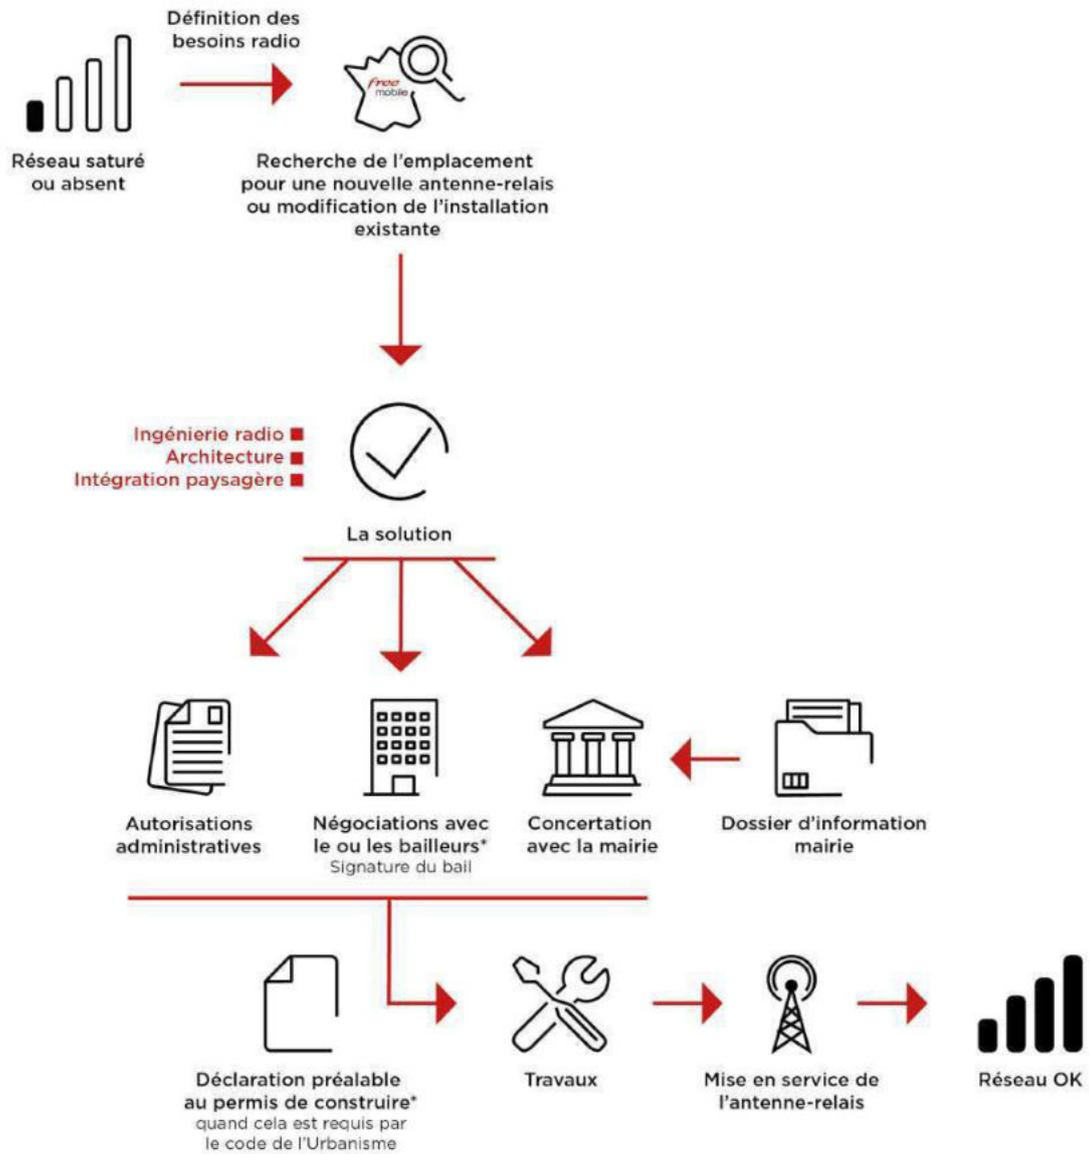 Définition des
besoins radio
free
mobile
Réseau saturé
ou absent
Recherche de l'emplacement
pour une nouvelle antenne-relais
ou modification de l'installation
existante
Ingénierie radio
Architecture
Intégration paysagère
La solution
Autorisations
administratives
Négociations avec
le ou les bailleurs*
Signature du bail
Concertation
avec la mairie
Dossier d'information
mairie
Déclaration préalable
au permis de construire*
quand cela est requis par
le code de l'Urbanisme
Travaux
Mise en service de
l'antenne-relais
Réseau OK